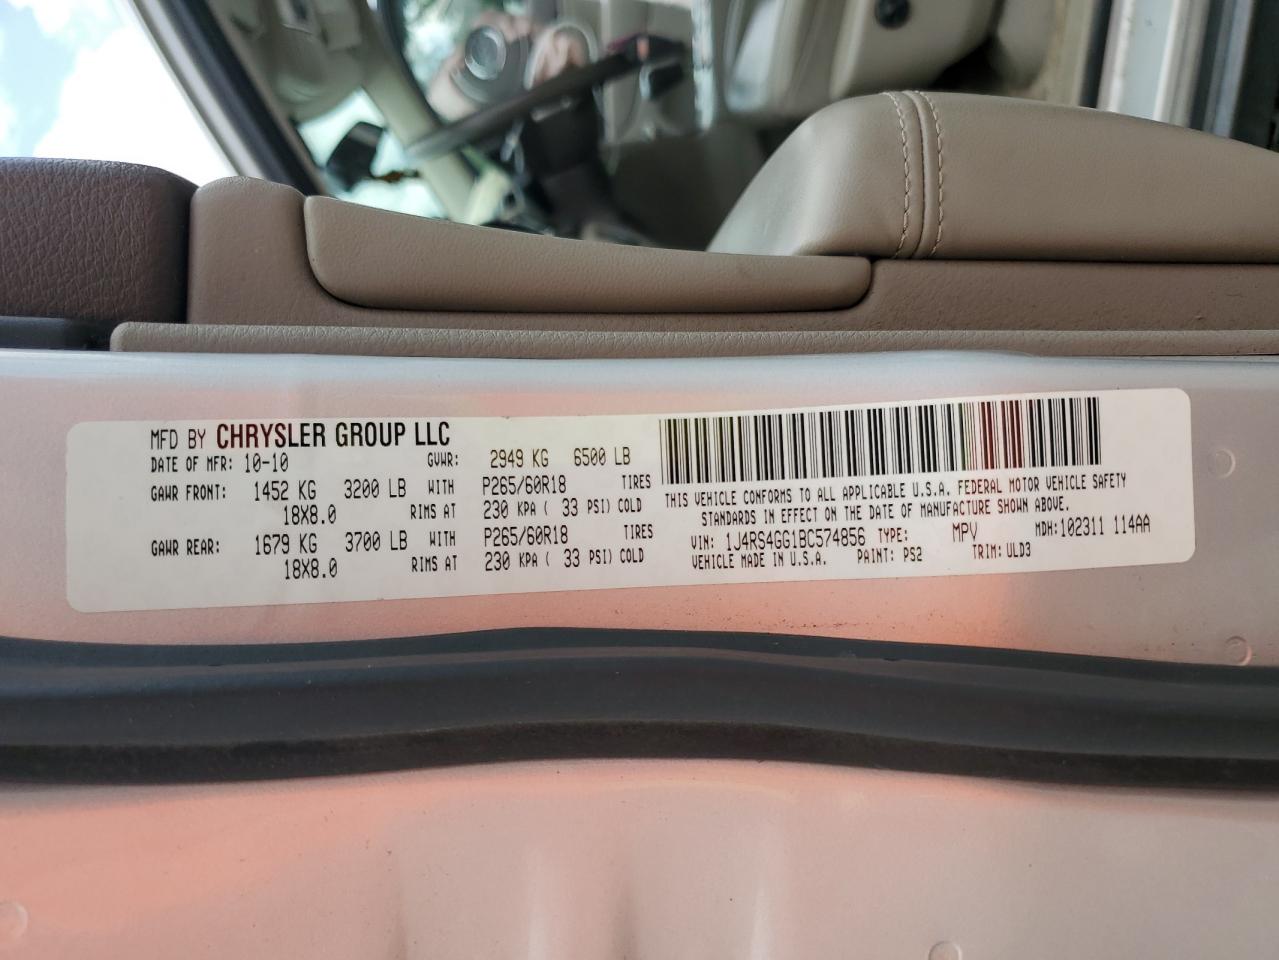 MFD BY CHRYSLER GROUP LLC
DATE OF MFR: 10-10 GVWR: 2949 KG 6500 LB
GAWR FRONT: 1452 KG 3200 LB WITH P265/60R18 TIRES
18X8.0 RIMS AT 230 KPA ( 33 PSI) COLD
GAWR REAR: 1679 KG 3700 LB WITH P265/60R18 TIRES
18X8.0 RIMS AT 230 KPA ( 33 PSI) COLD
THIS VEHICLE CONFORMS TO ALL APPLICABLE U.S.A. FEDERAL MOTOR VEHICLE SAFETY
STANDARDS IN EFFECT ON THE DATE OF MANUFACTURE SHOWN ABOVE.
VIN: 1J4RS4GG1BC574856 TYPE: MPV MDH:102311 114AA
VEHICLE MADE IN U.S.A. PAINT: PS2 TRIM: ULD3